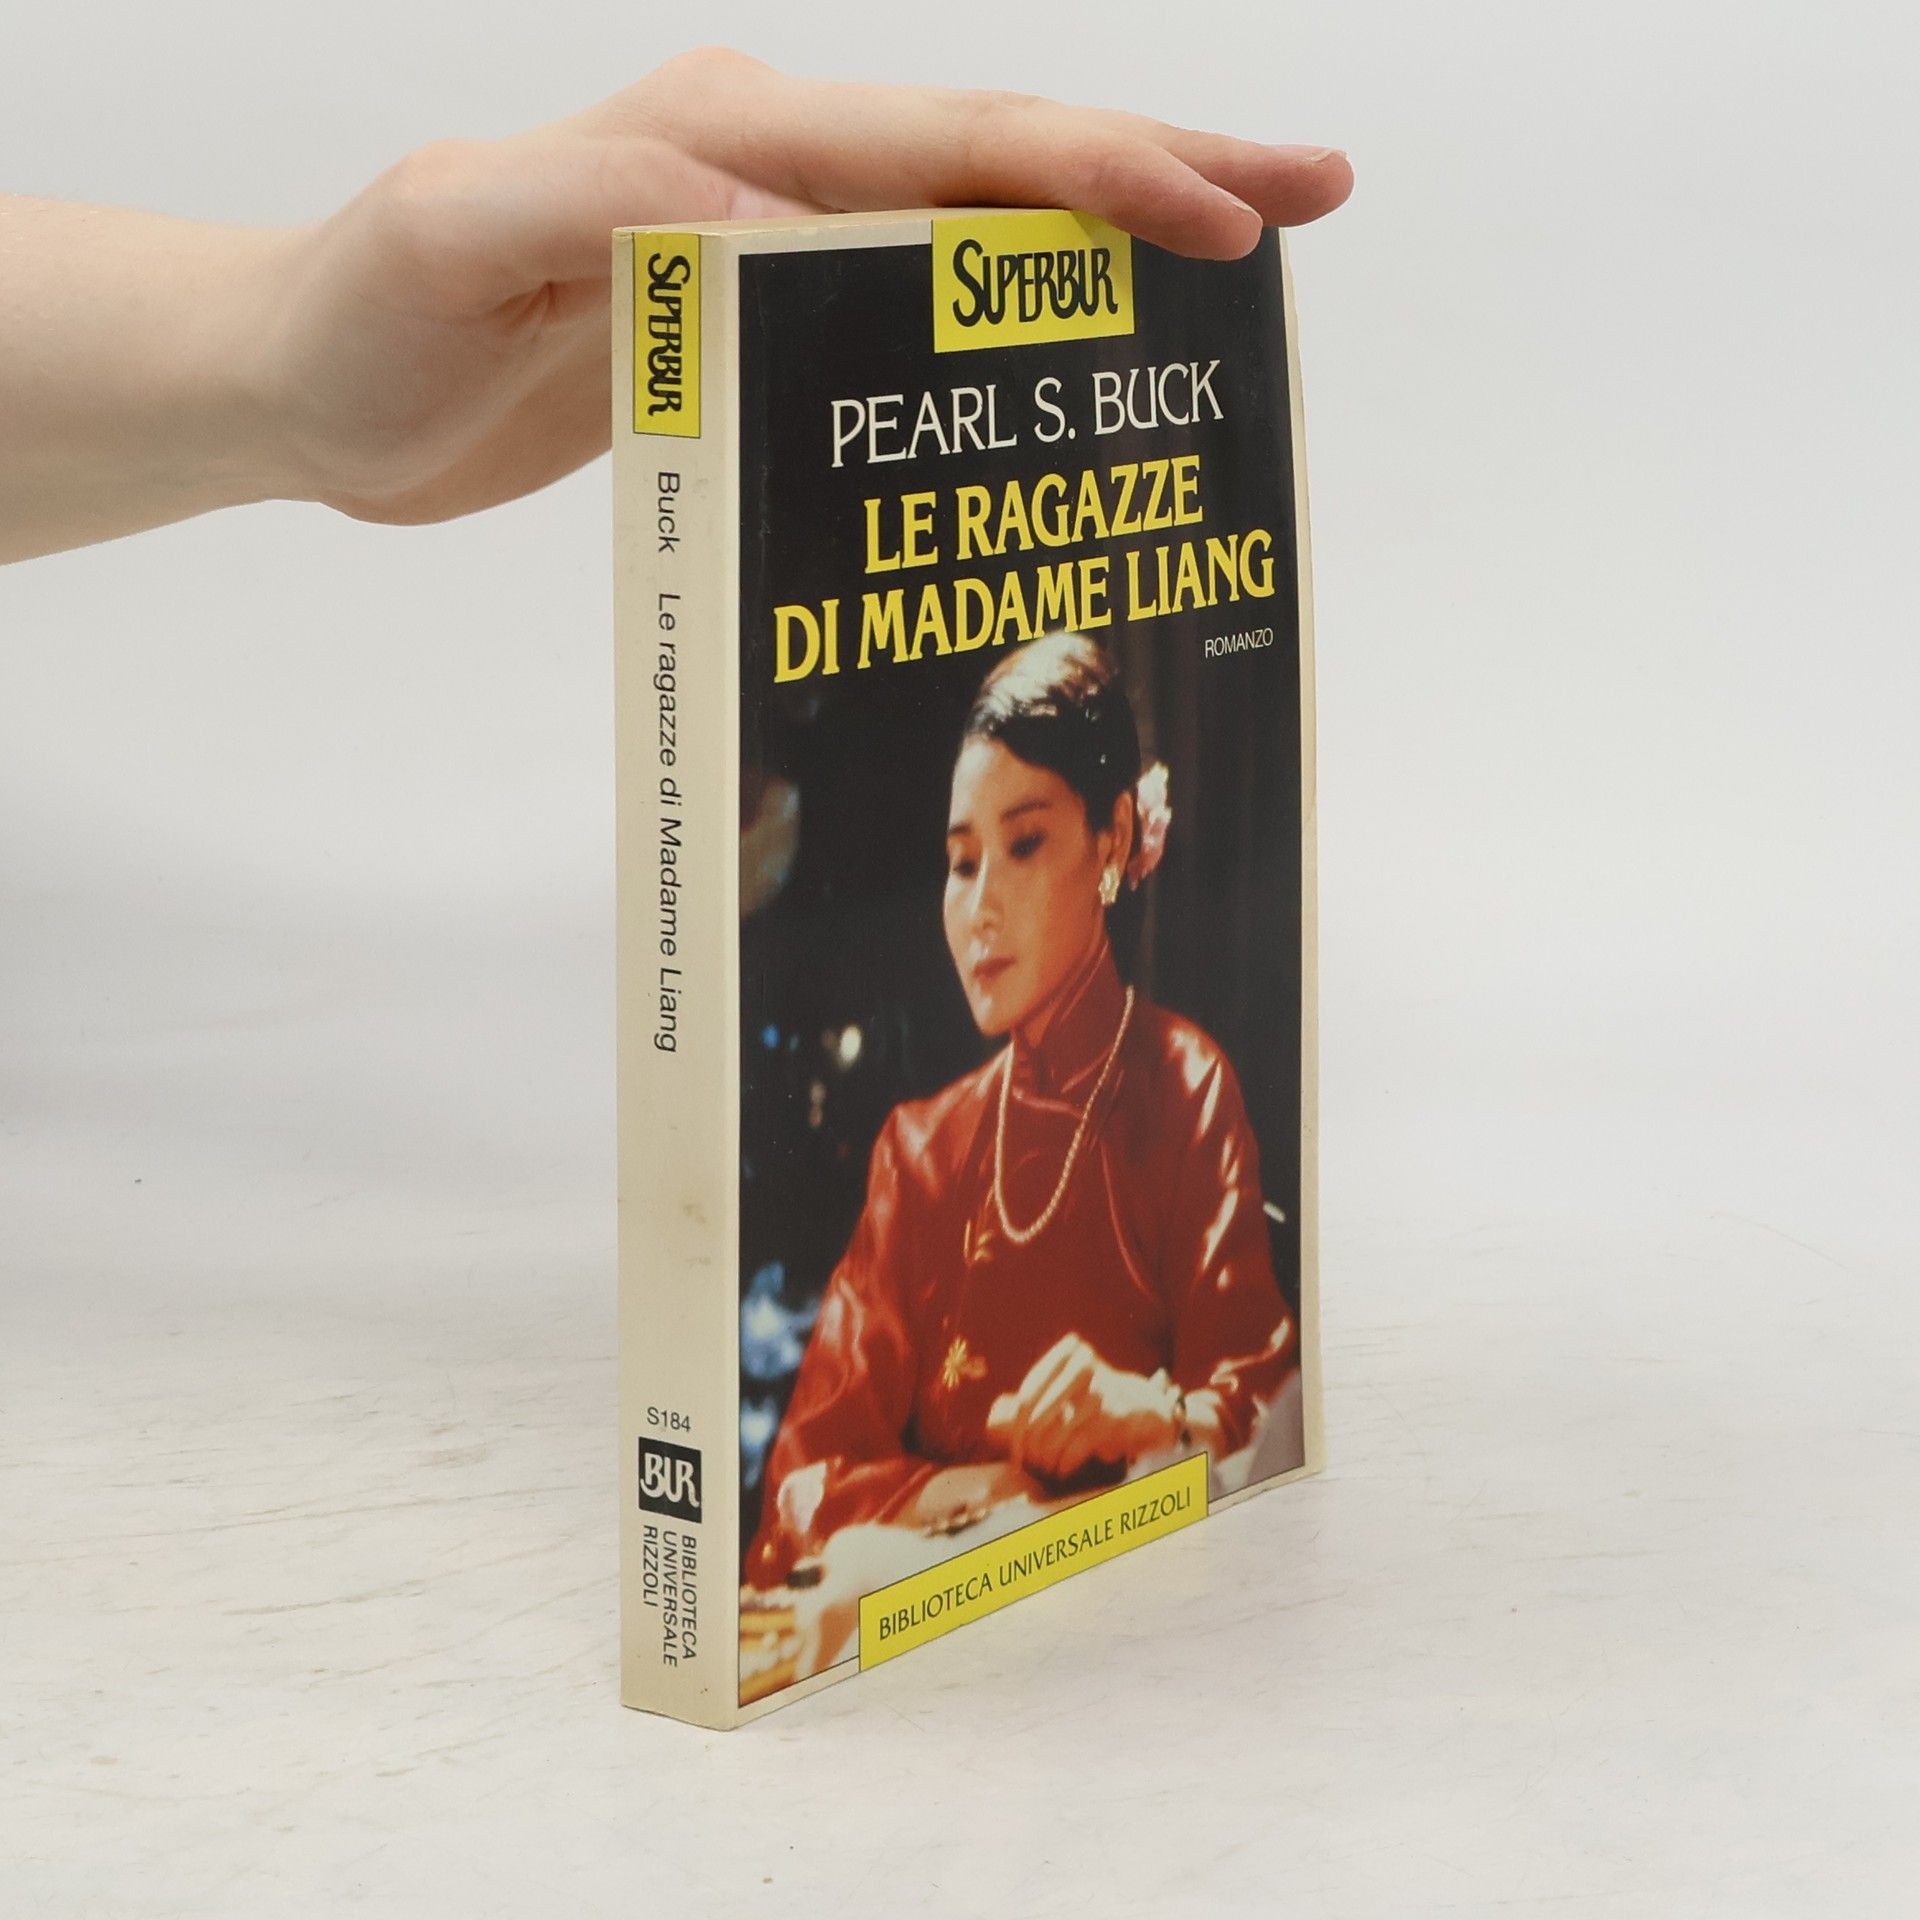 SUPERBUR
Buck Le ragazze di Madame Liang
S184
BUR
BIBLIOTECA
UNIVERSALE
RIZZOLI
SUPERBUR
PEARL S. BUCK
LE RAGAZZE
DI MADAME LIANG
ROMANZO
BIBLIOTECA UNIVERSALE RIZZOLI